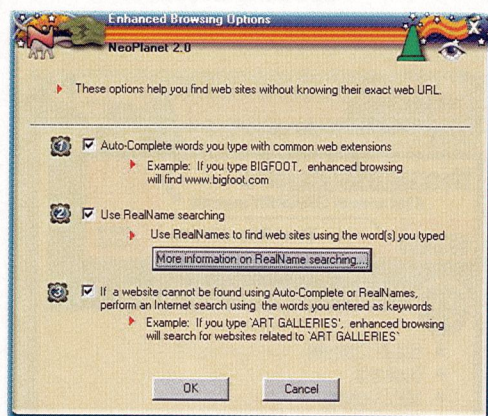 Enhanced Browsing Options
NeoPlanet 2.0
These options help you find web sites without knowing their exact web URL.
1 Auto-Complete words you type with common web extensions
Example: If you type BIGFOOT, enhanced browsing
will find www.bigfoot.com
2 Use RealName searching
Use RealNames to find web sites using the word(s) you typed
More information on RealName searching....
3 If a website cannot be found using Auto-Complete or RealNames,
perform an Internet search using the words you entered as keywords
Example: If you type `ART GALLERIES`, enhanced browsing
will search for websites related to `ART GALLERIES`
OK
Cancel